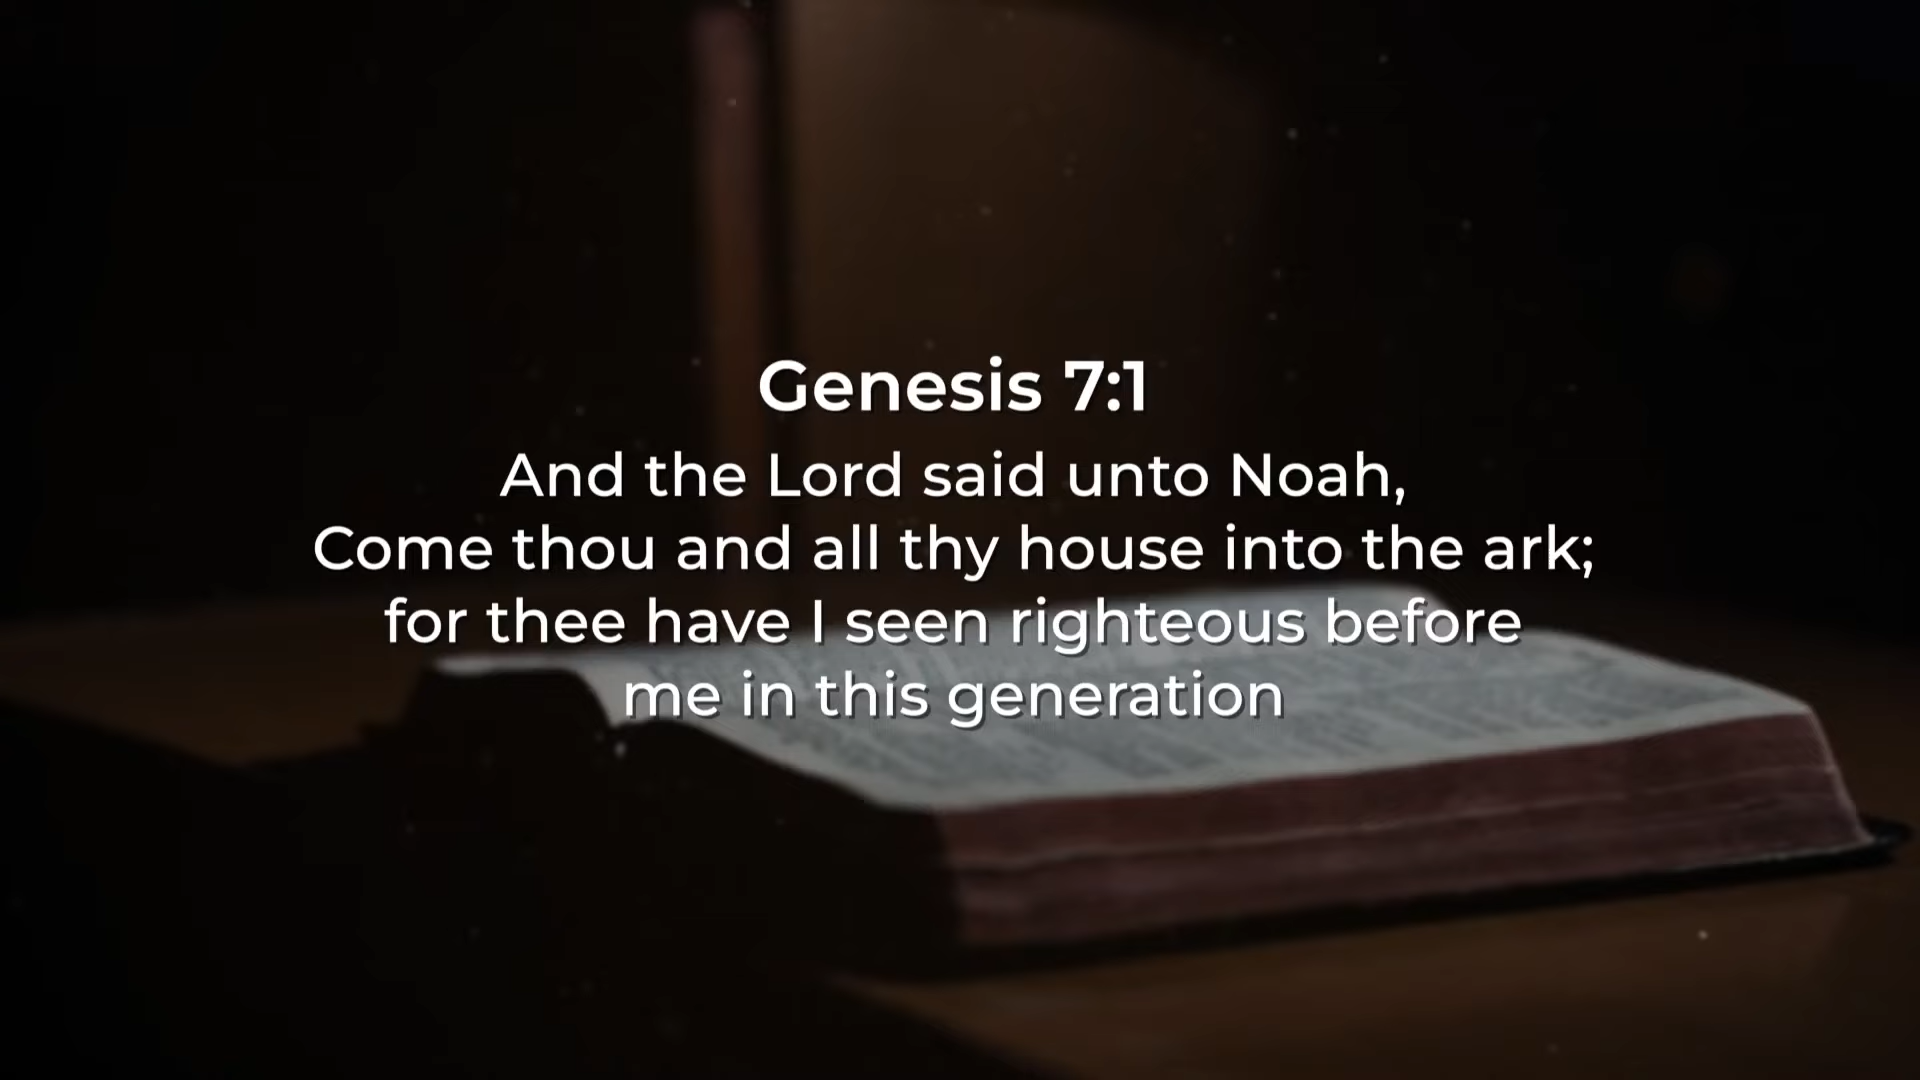 Genesis 7:1
And the Lord said unto Noah,
Come thou and all thy house into the ark;
for thee have I seen righteous before
me in this generation